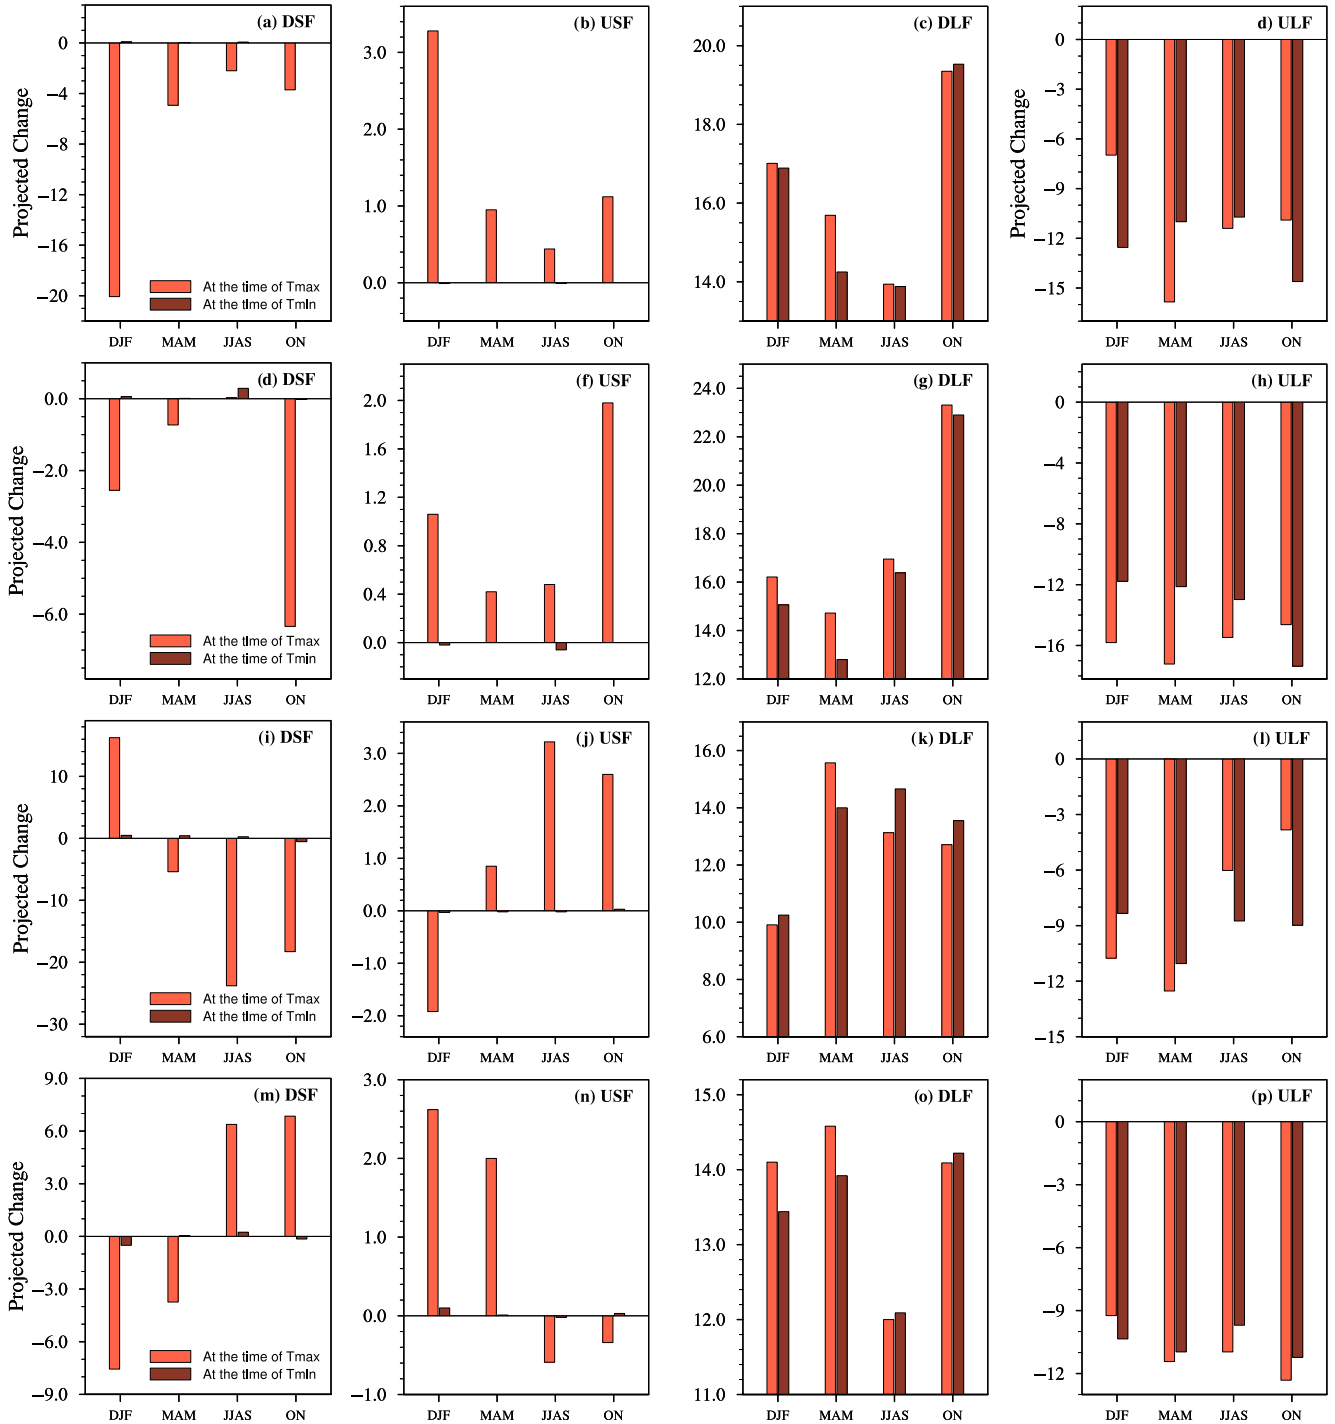 (a) DSF
Projected Change
0
−4
−8
−12
−16
−20
At the time of Tmax
At the time of TmIn
DJF MAM JJAS ON
(b) USF
3.0
2.0
1.0
0.0
DJF MAM JJAS ON
(c) DLF
20.0
18.0
16.0
14.0
DJF MAM JJAS ON
d) ULF
Projected Change
0
−3
−6
−9
−12
−15
DJF MAM JJAS ON
(d) DSF
Projected Change
0.0
−2.0
−4.0
−6.0
At the time of Tmax
At the time of TmIn
DJF MAM JJAS ON
(f) USF
2.0
1.6
1.2
0.8
0.4
0.0
DJF MAM JJAS ON
(g) DLF
24.0
22.0
20.0
18.0
16.0
14.0
12.0
DJF MAM JJAS ON
(h) ULF
0
−4
−8
−12
−16
DJF MAM JJAS ON
(i) DSF
Projected Change
10
0
−10
−20
−30
At the time of Tmax
At the time of TmIn
DJF MAM JJAS ON
(j) USF
3.0
2.0
1.0
0.0
−1.0
−2.0
DJF MAM JJAS ON
(k) DLF
16.0
14.0
12.0
10.0
8.0
6.0
DJF MAM JJAS ON
(l) ULF
0
−3
−6
−9
−12
−15
DJF MAM JJAS ON
(m) DSF
Projected Change
9.0
6.0
3.0
0.0
−3.0
−6.0
−9.0
At the time of Tmax
At the time of TmIn
DJF MAM JJAS ON
(n) USF
3.0
2.0
1.0
0.0
−1.0
DJF MAM JJAS ON
(o) DLF
15.0
14.0
13.0
12.0
11.0
DJF MAM JJAS ON
(p) ULF
0
−3
−6
−9
−12
DJF MAM JJAS ON